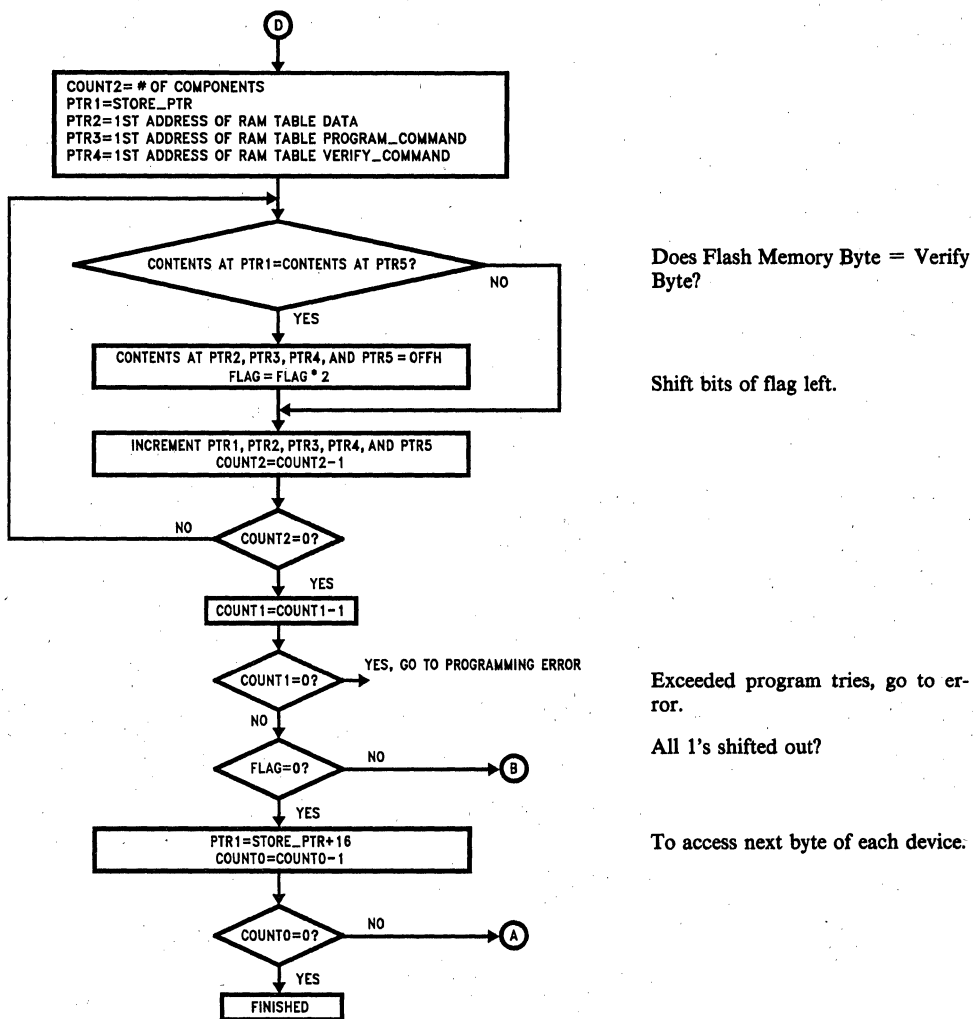 D
COUNT2= # OF COMPONENTS
PTR1=STORE_PTR
PTR2=1ST ADDRESS OF RAM TABLE DATA
PTR3=1ST ADDRESS OF RAM TABLE PROGRAM_COMMAND
PTR4=1ST ADDRESS OF RAM TABLE VERIFY_COMMAND
CONTENTS AT PTR1=CONTENTS AT PTR5?
NO
Does Flash Memory Byte = Verify
Byte?
YES
CONTENTS AT PTR2, PTR3, PTR4, AND PTR5 = OFFH
FLAG = FLAG * 2
Shift bits of flag left.
INCREMENT PTR1, PTR2, PTR3, PTR4, AND PTR5
COUNT2=COUNT2-1
NO
COUNT2=0?
YES
COUNT1=COUNT1-1
COUNT1=0?
YES, GO TO PROGRAMMING ERROR
Exceeded program tries, go to er-
ror.
NO
FLAG=0?
NO
B
All 1's shifted out?
YES
PTR1=STORE_PTR+16
COUNT0=COUNT0-1
To access next byte of each device.
COUNT0=0?
NO
A
YES
FINISHED